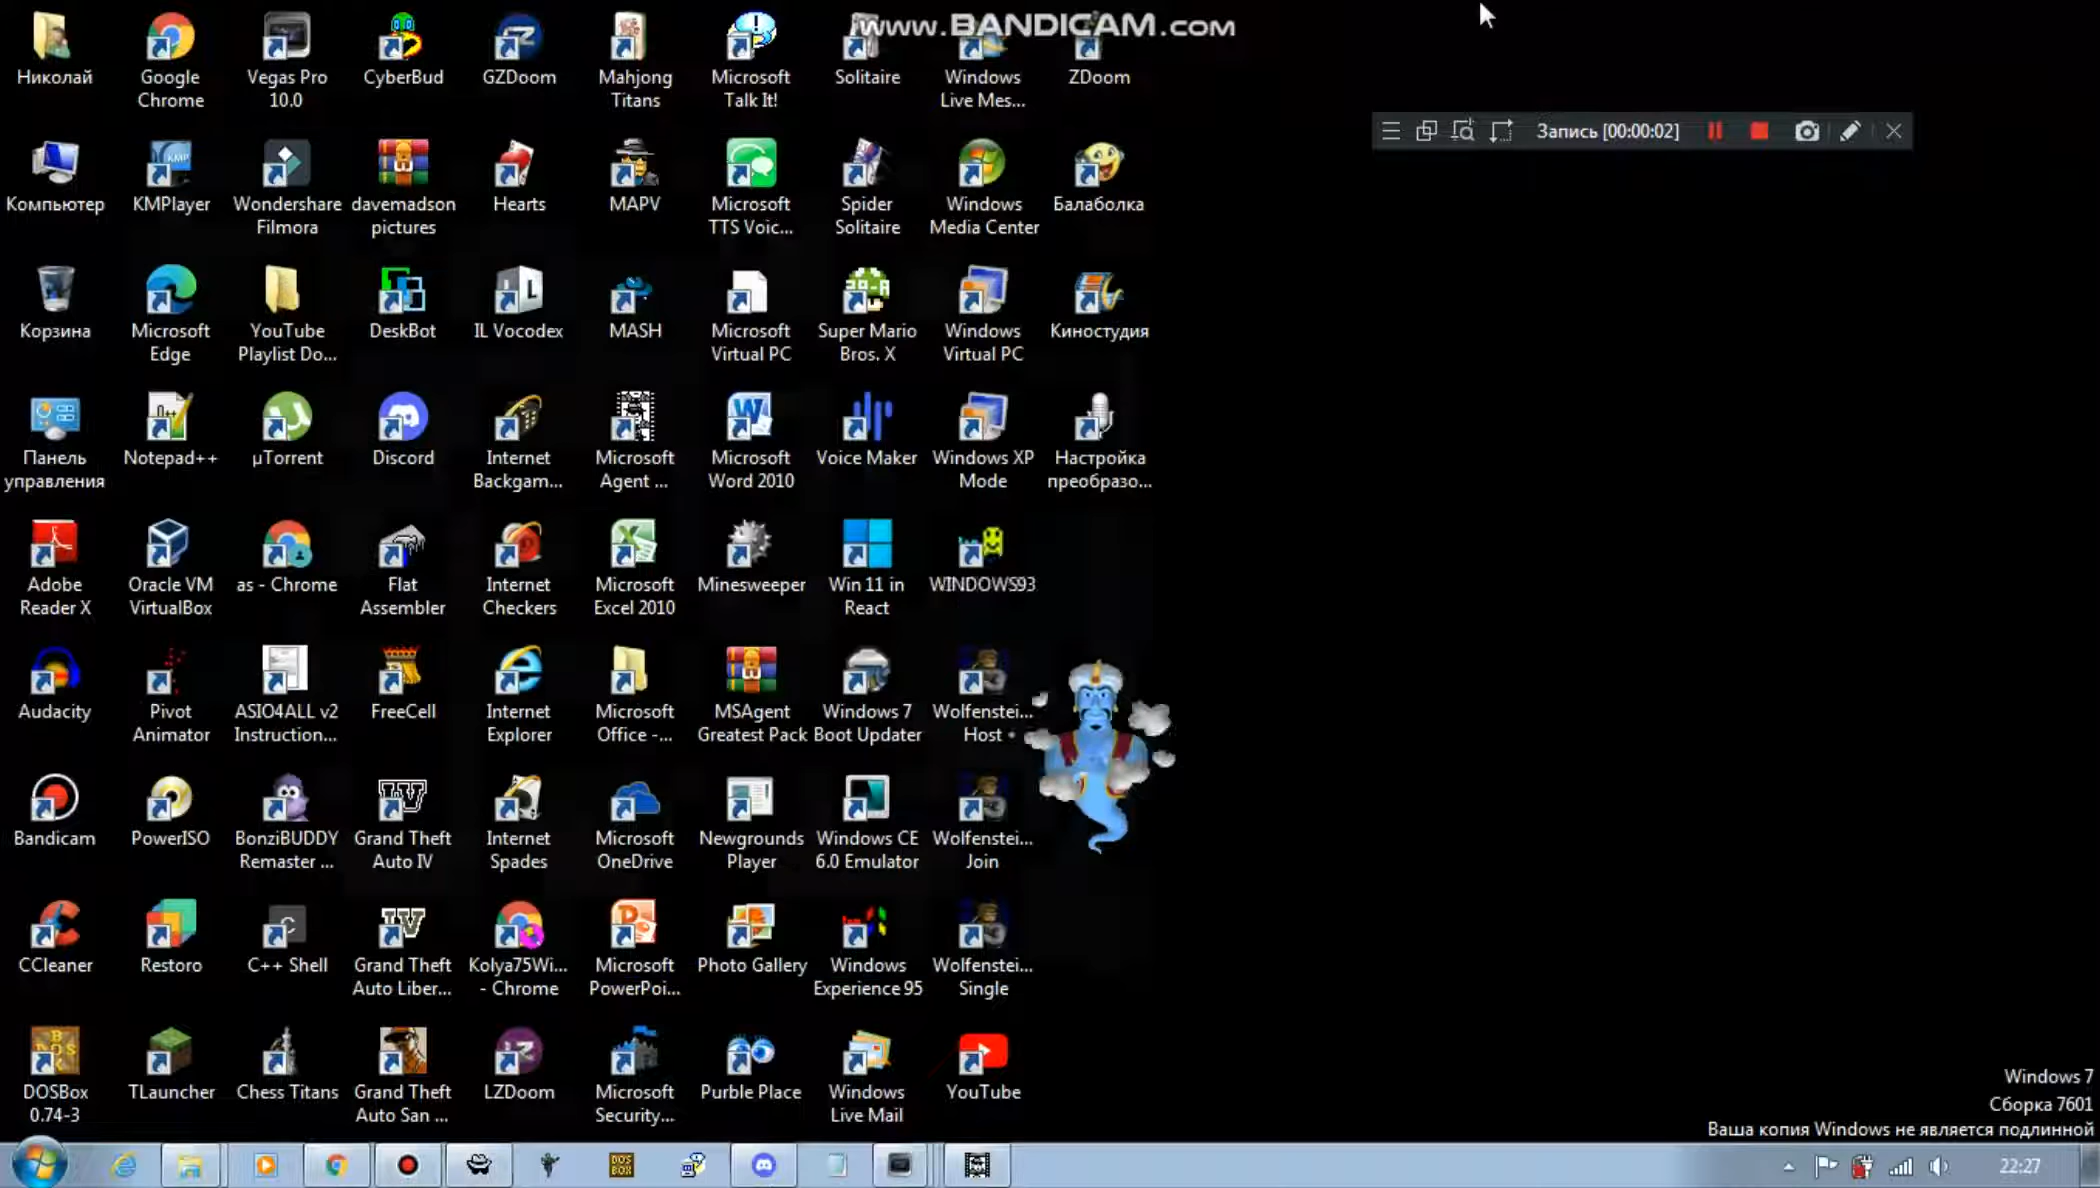 www.BANDICAM.com
Николай
Google
Chrome
Vegas Pro
10.0
CyberBud
GZDoom
Mahjong
Titans
Microsoft
Talk It!
Solitaire
Windows
Live Mes...
ZDoom
Запись [00:00:02]
Компьютер
KMPlayer
Wondershare
Filmora
davemadson
pictures
Hearts
MAPV
Microsoft
TTS Voic...
Spider
Solitaire
Windows
Media Center
Балаболка
Корзина
Microsoft
Edge
YouTube
Playlist Do...
DeskBot
IL Vocodex
MASH
Microsoft
Virtual PC
Super Mario
Bros. X
Windows
Virtual PC
Киностудия
Панель
управления
Notepad++
µTorrent
Discord
Internet
Backgam...
Microsoft
Agent ...
Microsoft
Word 2010
Voice Maker
Windows XP
Mode
Настройка
преобразо...
Adobe
Reader X
Oracle VM
VirtualBox
as - Chrome
Flat
Assembler
Internet
Checkers
Microsoft
Excel 2010
Minesweeper
Win 11 in
React
WINDOWS93
Audacity
Pivot
Animator
ASIO4ALL v2
Instruction...
FreeCell
Internet
Explorer
Microsoft
Office -...
MSAgent
Greatest Pack
Windows 7
Boot Updater
Wolfenstei...
Host
Bandicam
PowerISO
BonziBUDDY
Remaster ...
Grand Theft
Auto IV
Internet
Spades
Microsoft
OneDrive
Newgrounds
Player
Windows CE
6.0 Emulator
Wolfenstei...
Join
CCleaner
Restoro
C++ Shell
Grand Theft
Auto Liber...
Kolya75Wi...
- Chrome
Microsoft
PowerPoi...
Photo Gallery
Windows
Experience 95
Wolfenstei...
Single
DOSBox
0.74-3
TLauncher
Chess Titans
Grand Theft
Auto San ...
LZDoom
Microsoft
Security...
Purble Place
Windows
Live Mail
YouTube
Windows 7
Сборка 7601
Ваша копия Windows не является подлинной
DOS
BOX
22:27